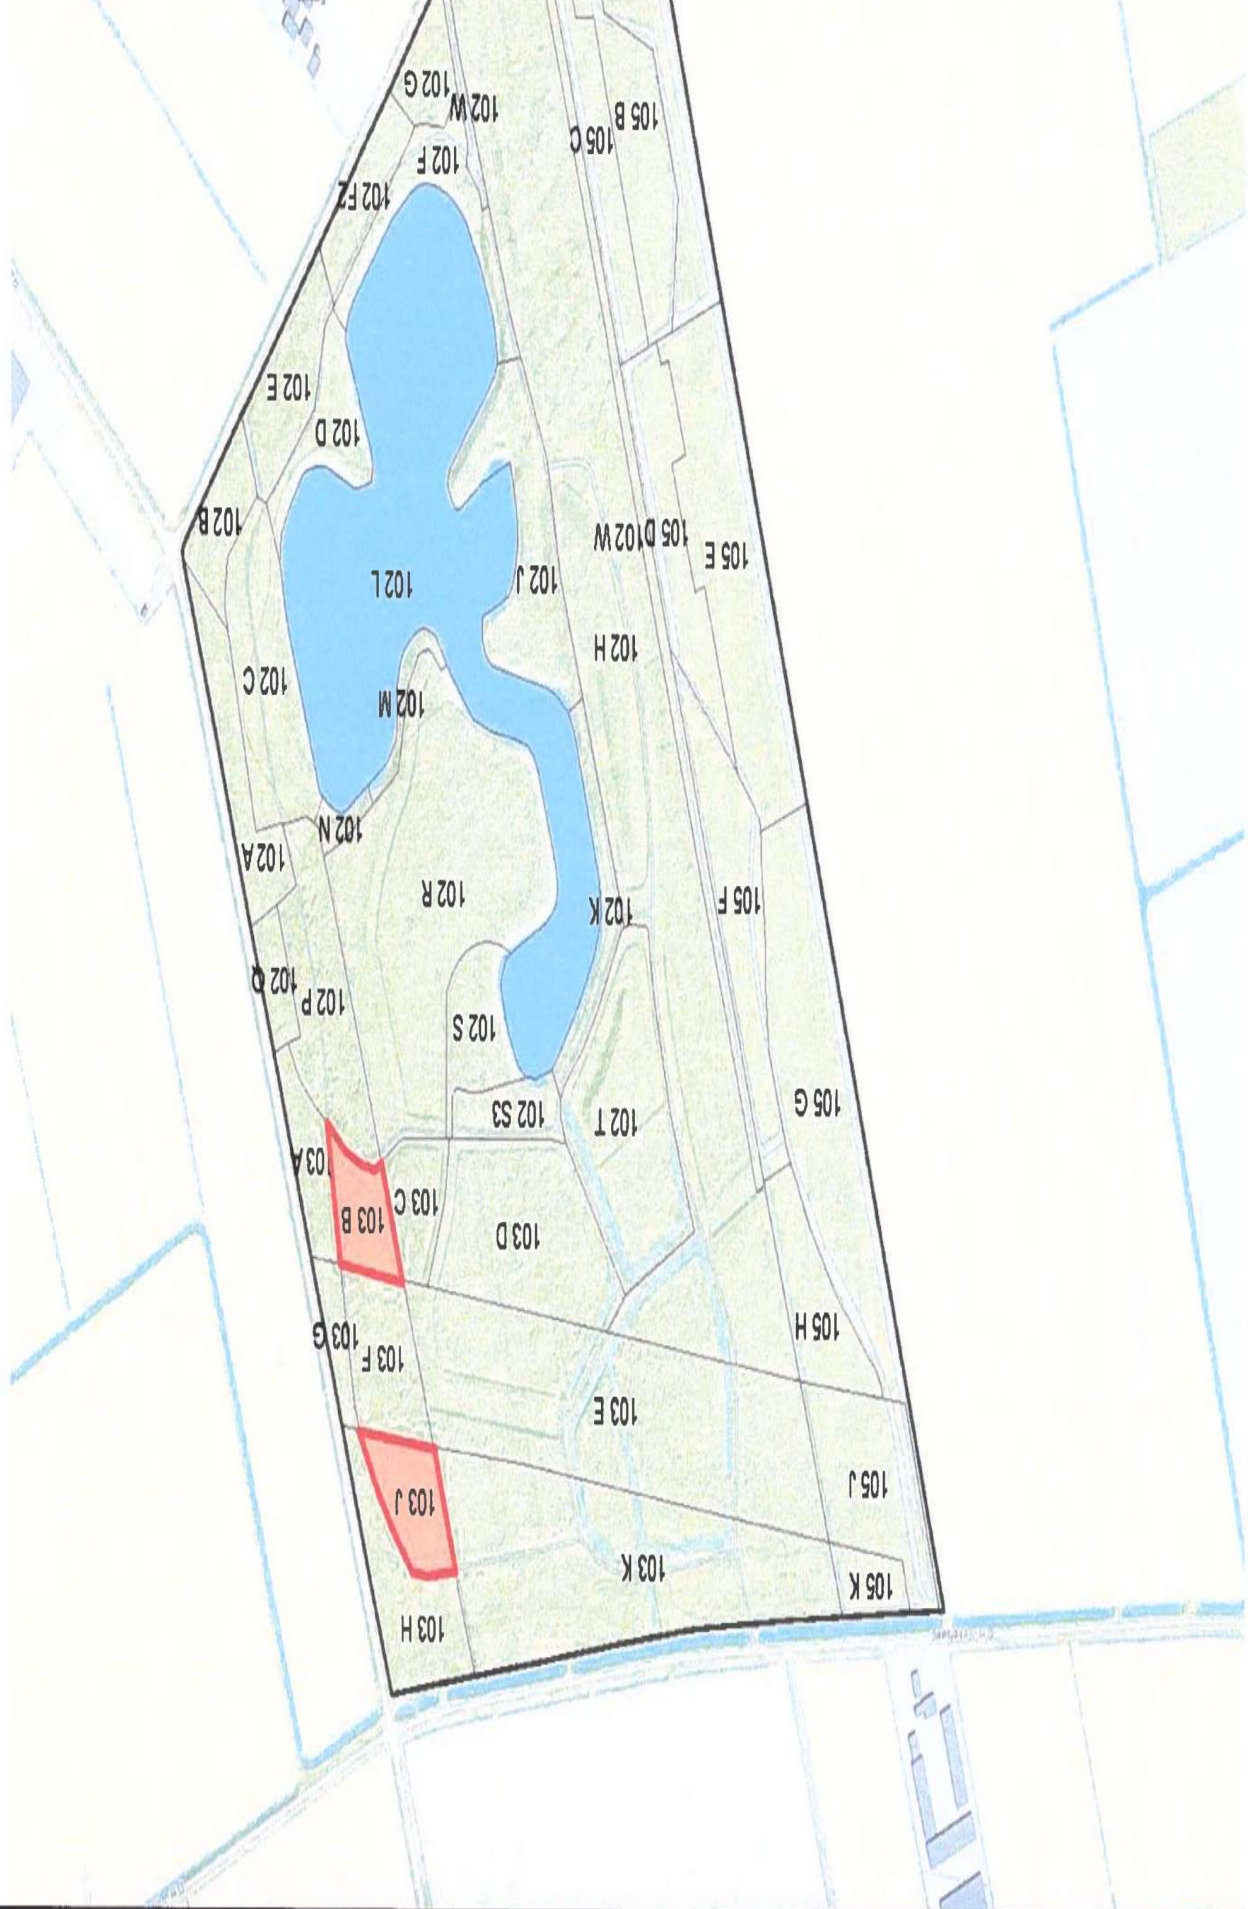 103 H
105 K
103 K
103 J
105 J
103 E
103 F
103 G
105 H
103 D
103 B
103 C
103 A
102 T
102 S3
105 G
102 S
102 P
102 Q
102 K
105 F
102 R
102 A
102 N
102 M
102 C
102 H
102 L
102 J
105 E
102 W
105 D
102 B
102 D
102 E
102 F2
102 F
105 C
105 B
102 W
102 G